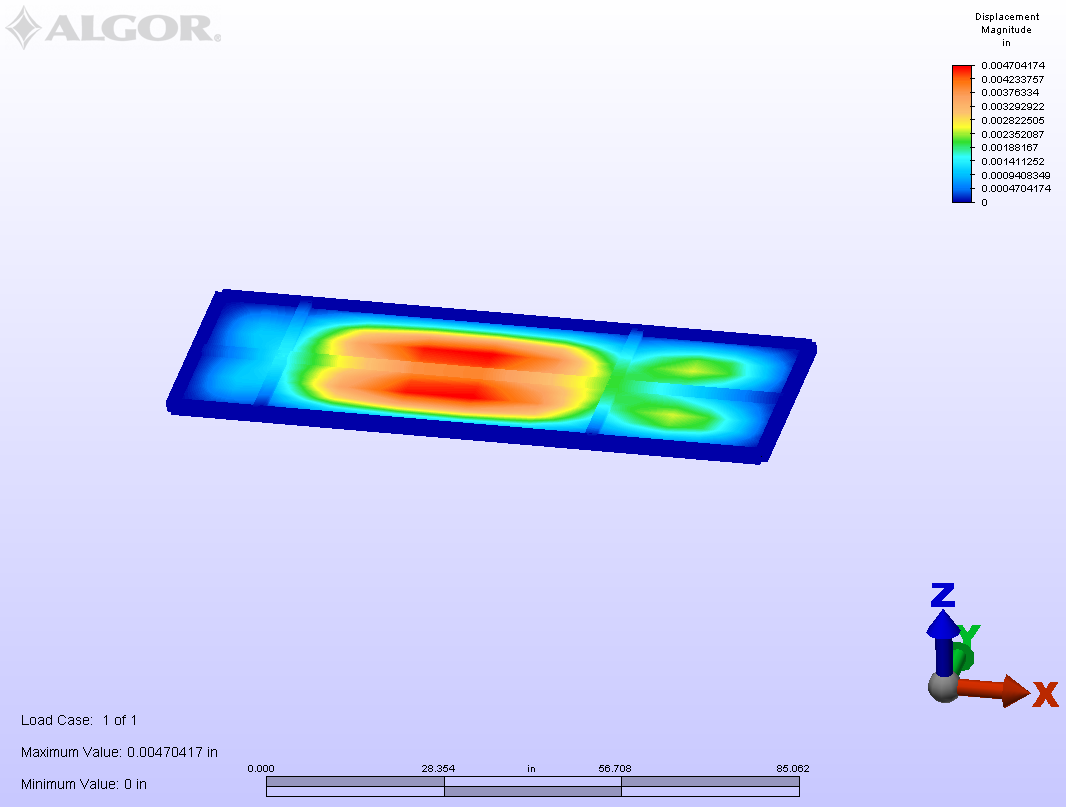 ALGOR®
Displacement
Magnitude
in
0.004704174
0.004233757
0.00376334
0.003292922
0.002822505
0.002352087
0.00188167
0.001411252
0.0009408349
0.0004704174
0
Z
Y
X
Load Case: 1 of 1
Maximum Value: 0.00470417 in
Minimum Value: 0 in
0.000 28.354 in 56.708 85.062